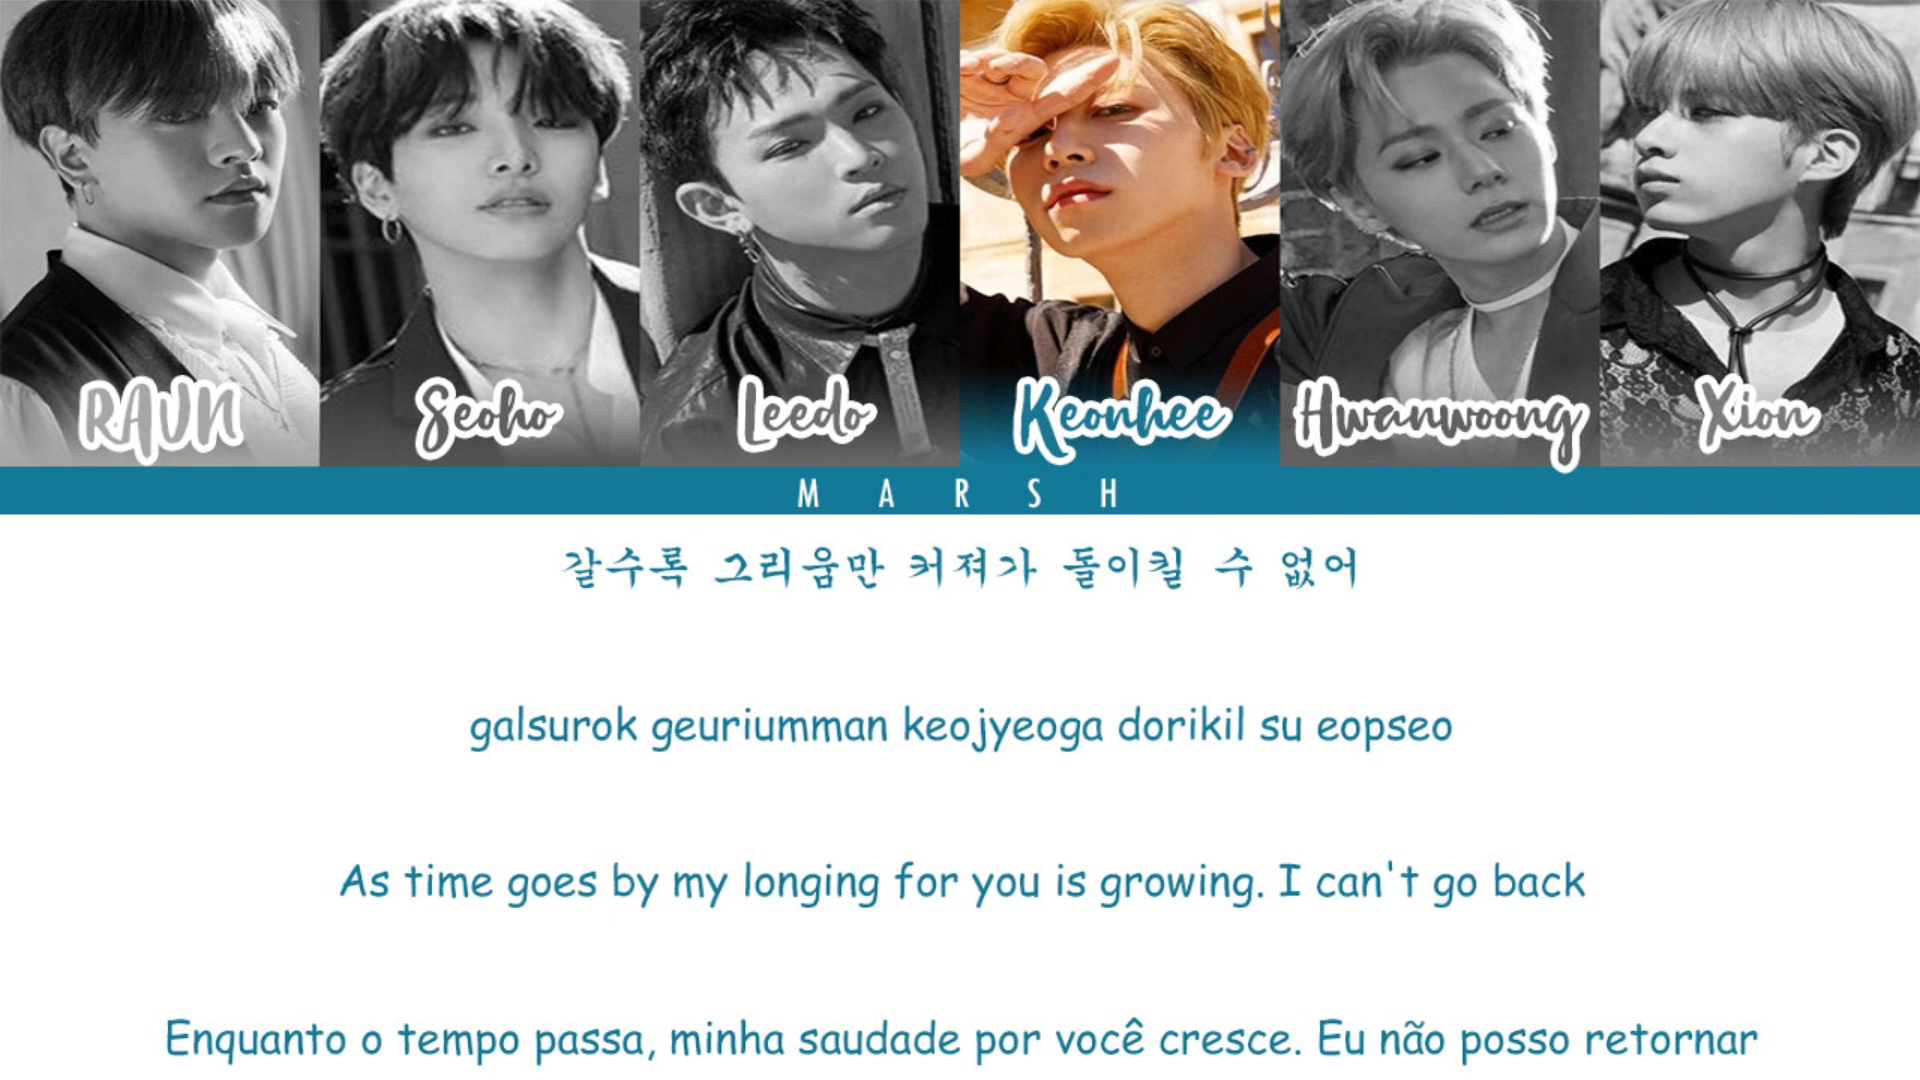 RAVN
Seoho
Leedo
Keonhee
Hwanwoong
Xion
MARSH
갈수록 그리움만 커져가 돌이킬 수 없어
galsurok geuriumman keojyeoga dorikil su eopseo
As time goes by my longing for you is growing. I can't go back
Enquanto o tempo passa, minha saudade por você cresce. Eu não posso retornar